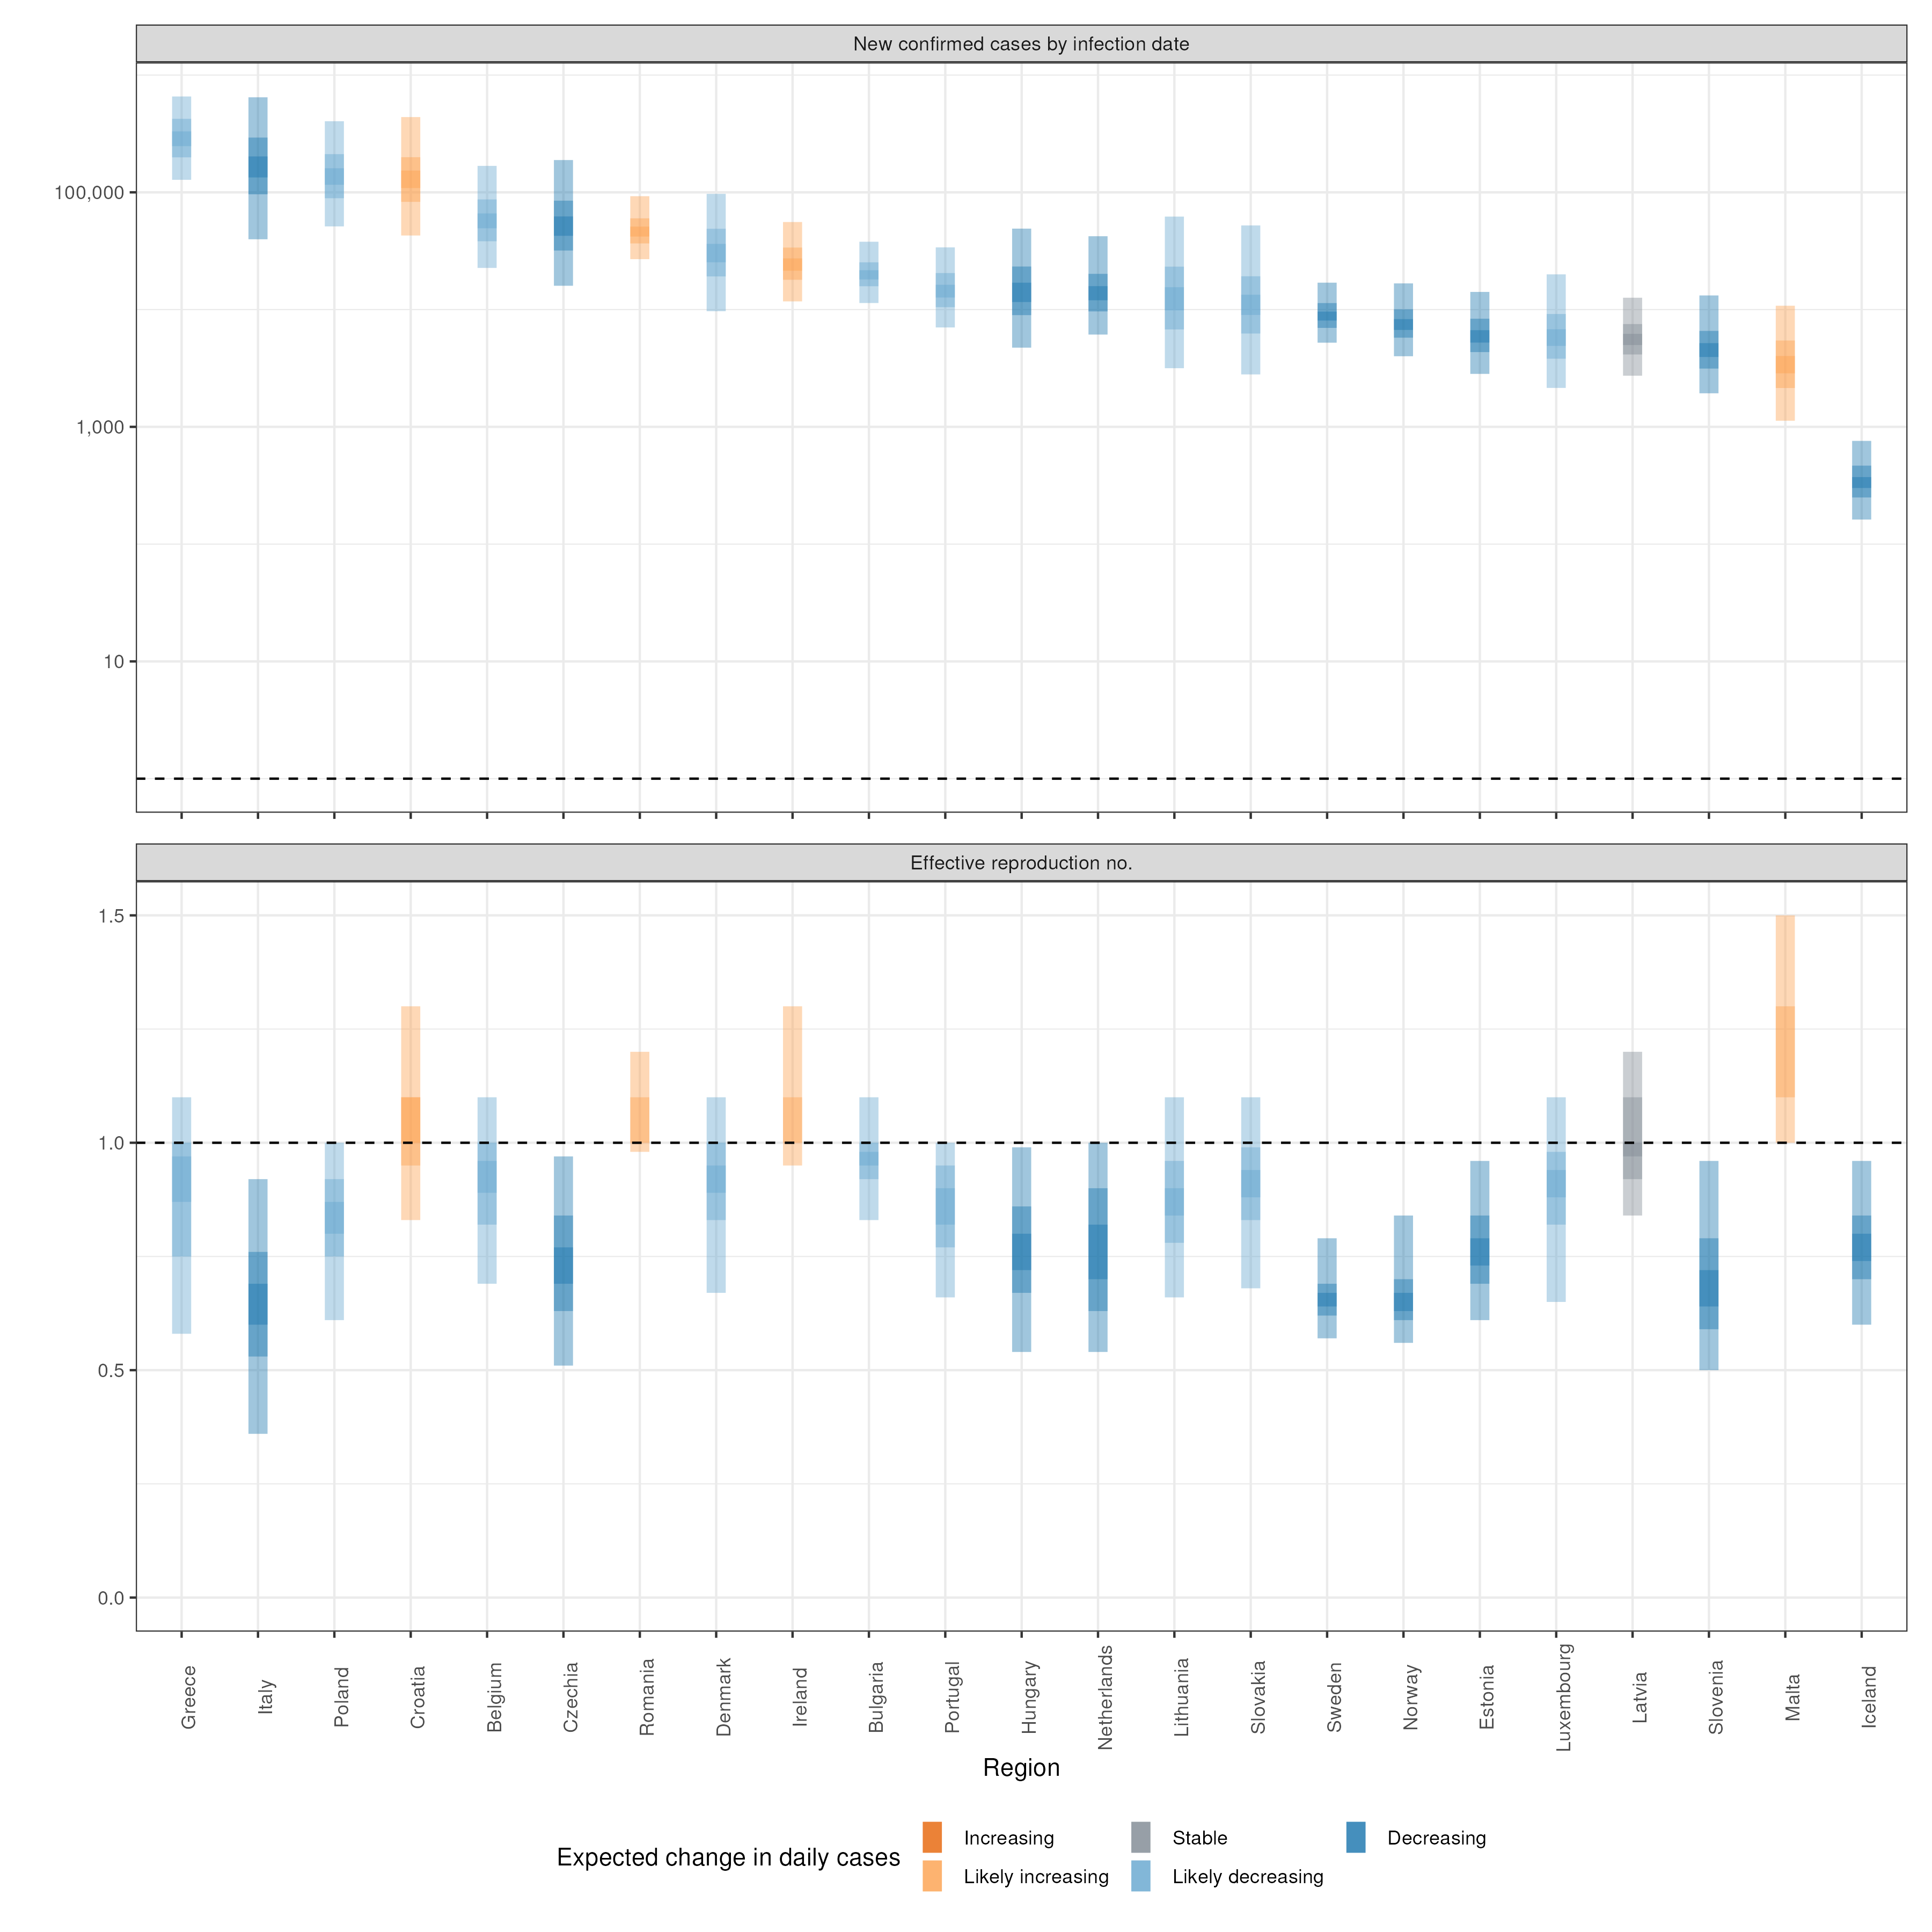 New confirmed cases by infection date
100,000
1,000
10
Effective reproduction no.
1.5
1.0
0.5
0.0
Greece
Italy
Poland
Croatia
Belgium
Czechia
Romania
Denmark
Ireland
Bulgaria
Portugal
Hungary
Netherlands
Lithuania
Slovakia
Sweden
Norway
Estonia
Luxembourg
Latvia
Slovenia
Malta
Iceland
Region
Expected change in daily cases
Increasing
Stable
Decreasing
Likely increasing
Likely decreasing